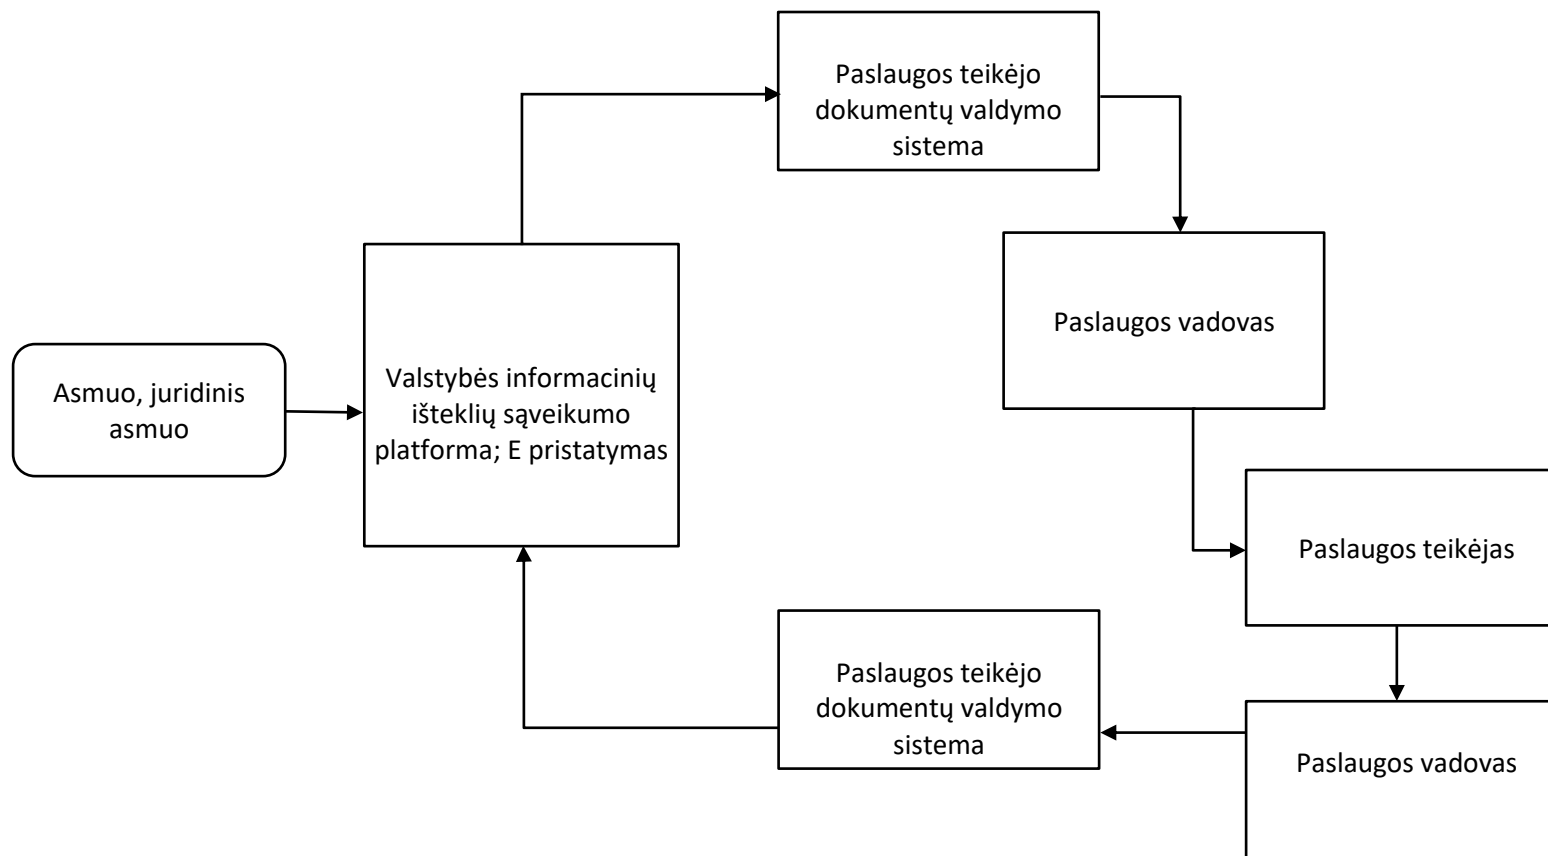 Paslaugos teikėjo
dokumentų valdymo
sistema
Paslaugos vadovas
Valstybės informacinių
išteklių sąveikumo
platforma; E pristatymas
Asmuo, juridinis
asmuo
Paslaugos teikėjas
Paslaugos teikėjo
dokumentų valdymo
sistema
Paslaugos vadovas